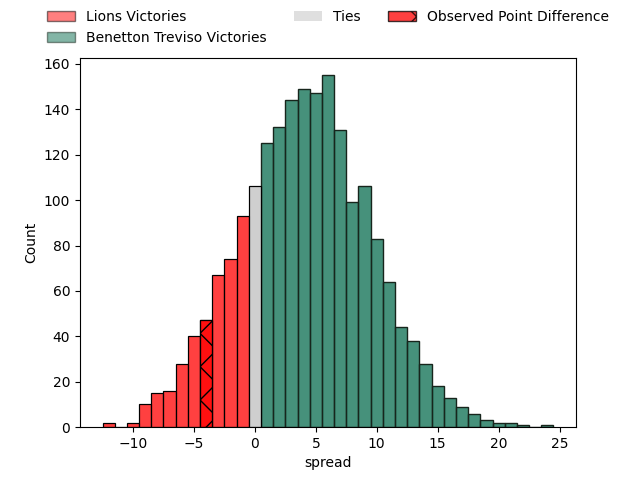 Lions Victories
Ties
Observed Point Difference
Benetton Treviso Victories
160
140
120
100
80
60
40
20
0
Count
−10
−5
0
5
10
15
20
25
spread